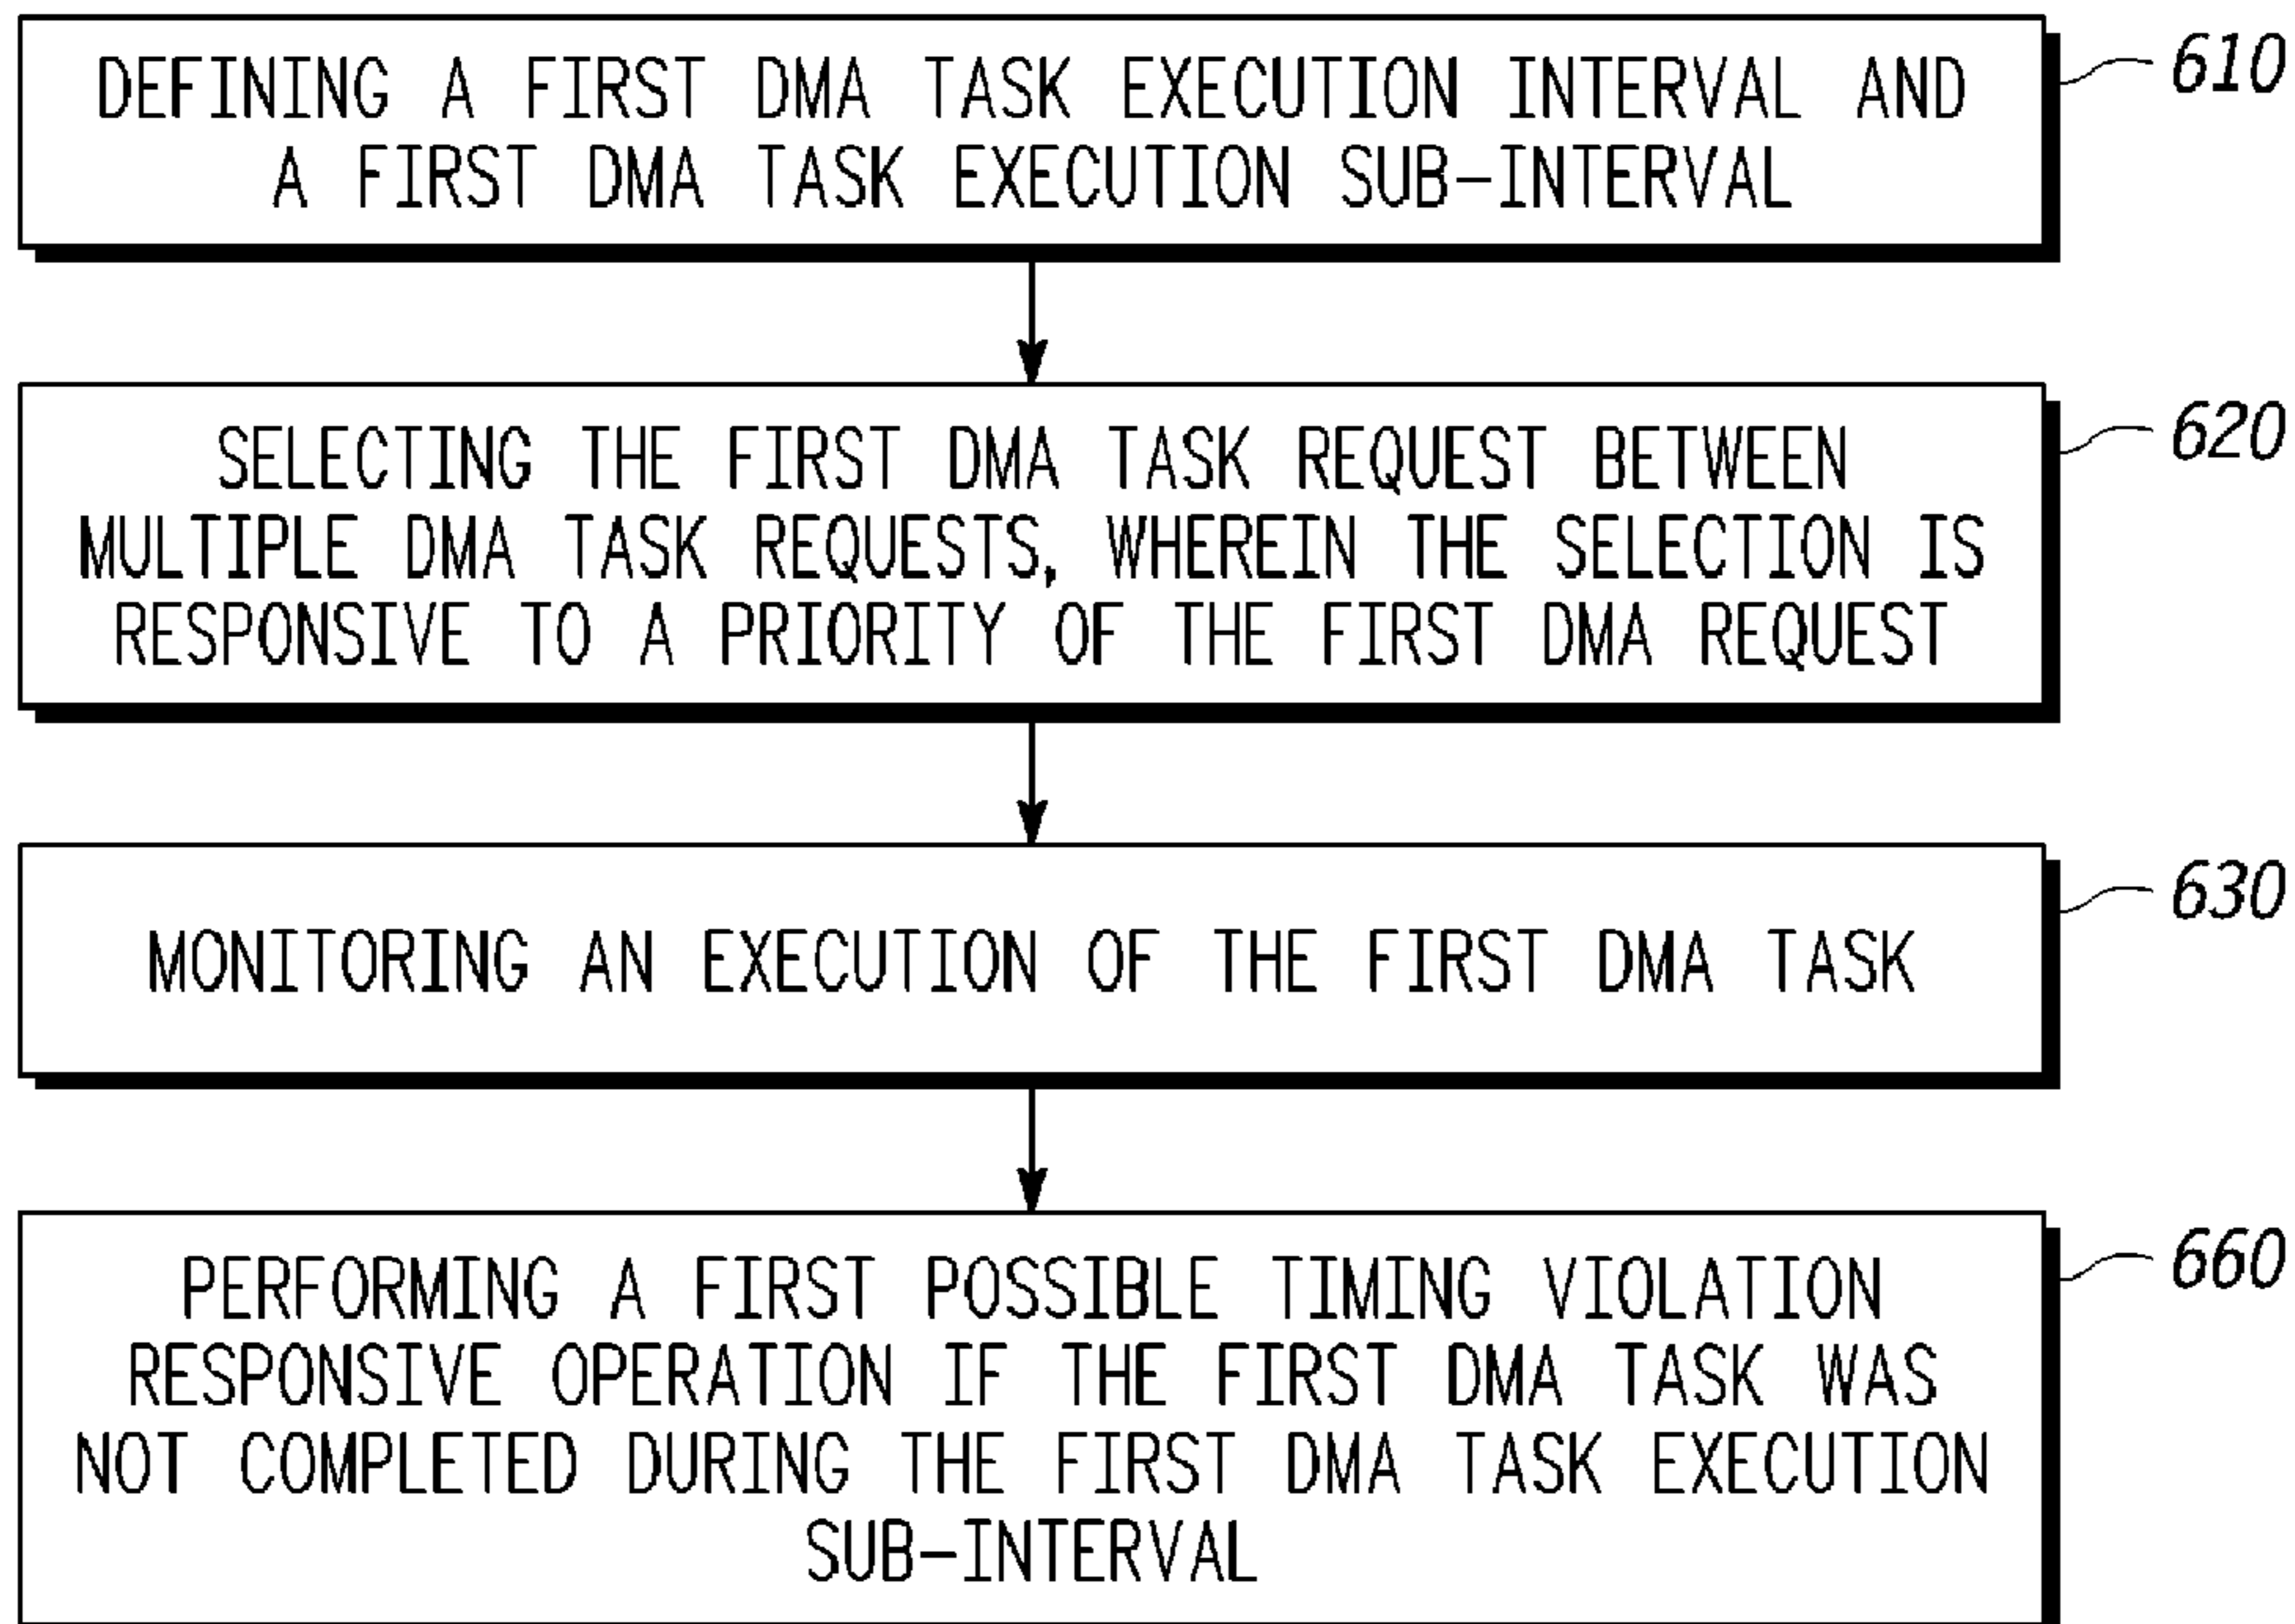 DEFINING A FIRST DMA TASK EXECUTION INTERVAL AND
A FIRST DMA TASK EXECUTION SUB-INTERVAL
610
SELECTING THE FIRST DMA TASK REQUEST BETWEEN
MULTIPLE DMA TASK REQUESTS, WHEREIN THE SELECTION IS
RESPONSIVE TO A PRIORITY OF THE FIRST DMA REQUEST
620
MONITORING AN EXECUTION OF THE FIRST DMA TASK
630
PERFORMING A FIRST POSSIBLE TIMING VIOLATION
RESPONSIVE OPERATION IF THE FIRST DMA TASK WAS
NOT COMPLETED DURING THE FIRST DMA TASK EXECUTION
SUB-INTERVAL
660